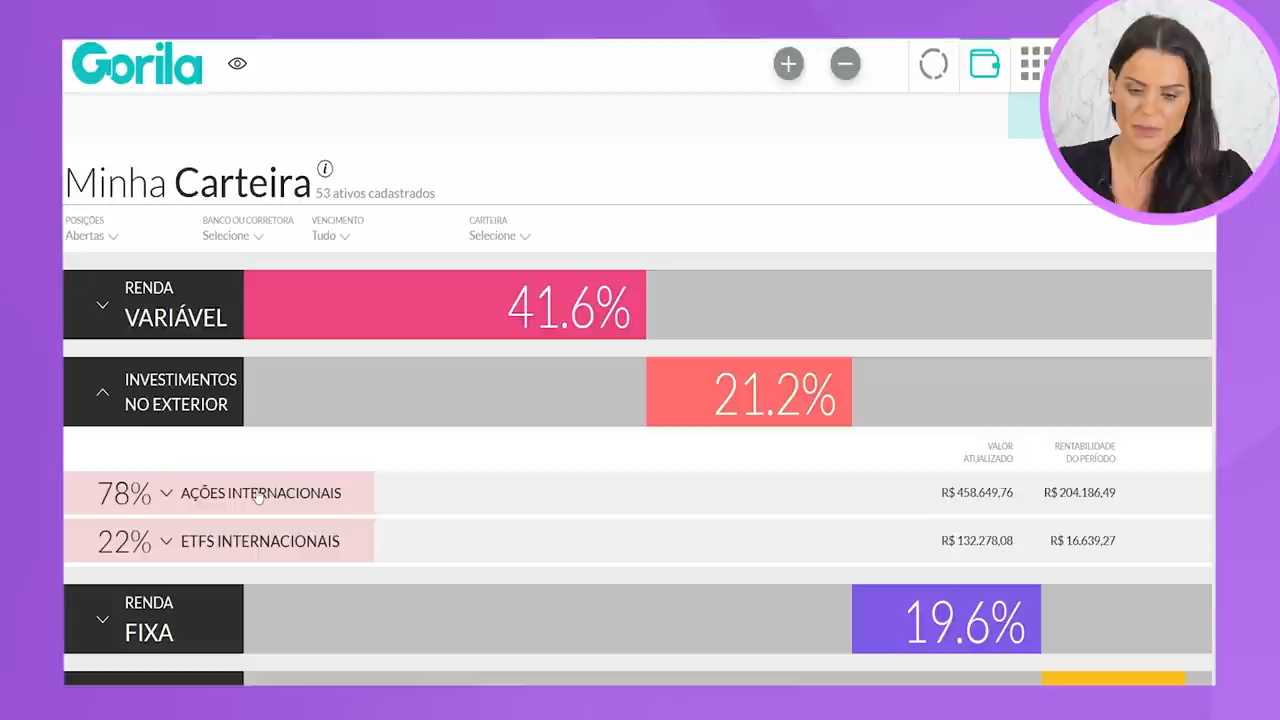 Gorila
Minha Carteira i 53 ativos cadastrados
POSIÇÕES BANCO OU CORRETORA VENCIMENTO CARTEIRA
Abertas Selecione Tudo Selecione
RENDA
VARIÁVEL
41.6%
INVESTIMENTOS
NO EXTERIOR
21.2%
VALOR RENTABILIDADE
ATUALIZADO DO PERÍODO
78% AÇÕES INTERNACIONAIS R$ 458.649,76 R$ 204.186,49
22% ETFS INTERNACIONAIS R$ 132.278,08 R$ 16.639,27
RENDA
FIXA
19.6%